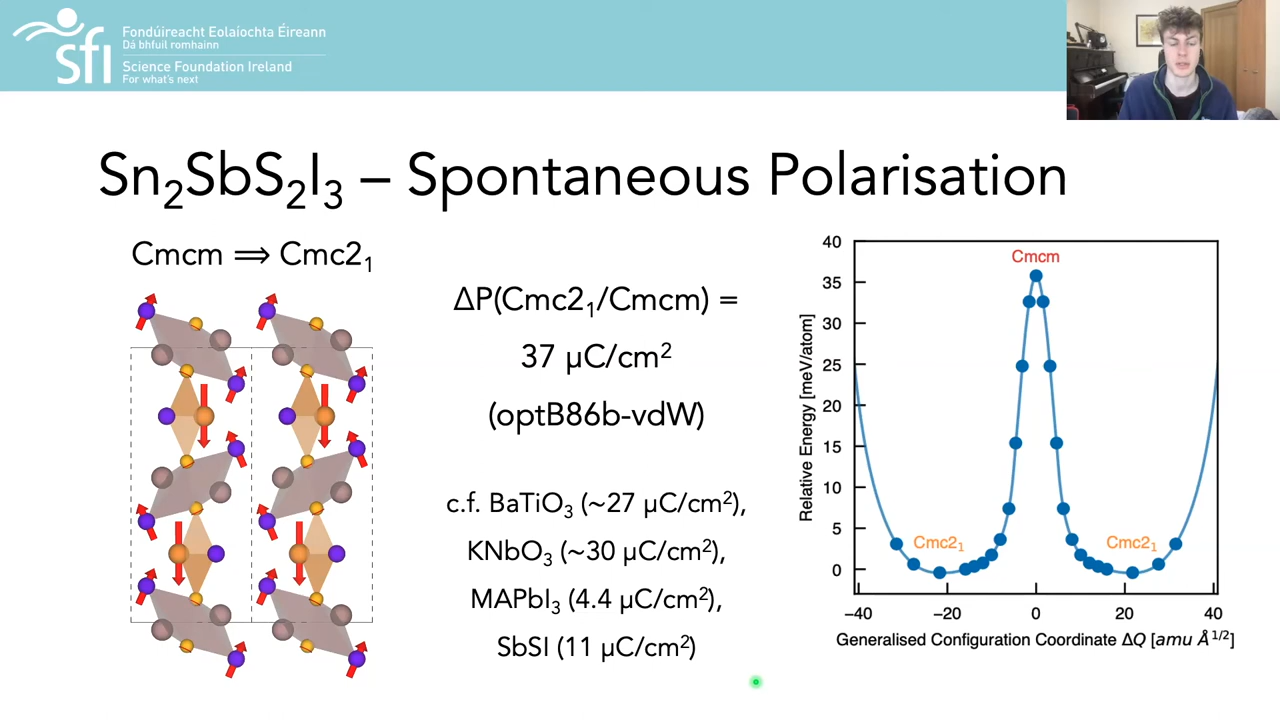 Fondúireacht Eolaíochta Éireann
Dá bhfuil romhainn
sfi
Science Foundation Ireland
For what's next
Sn₂SbS₂I₃ – Spontaneous Polarisation
Cmcm ⟹ Cmc2₁
ΔP(Cmc2₁/Cmcm) =
37 μC/cm²
(optB86b-vdW)
c.f. BaTiO₃ (~27 μC/cm²),
KNbO₃ (~30 μC/cm²),
MAPbI₃ (4.4 μC/cm²),
SbSI (11 μC/cm²)
Relative Energy [meV/atom]
40
35
30
25
20
15
10
5
0
Cmcm
Cmc2₁
Cmc2₁
−40
−20
0
20
40
Generalised Configuration Coordinate ΔQ [amu Å^1/2]